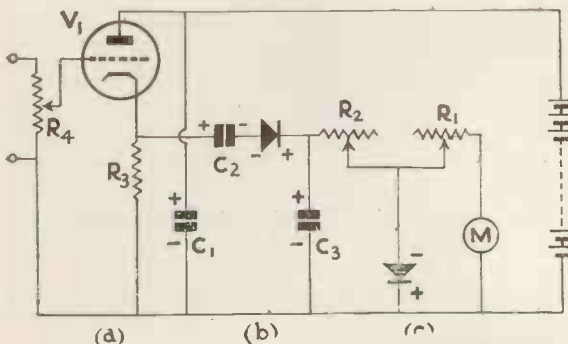 V1
R4
R3
+ -
C2
- +
R2
R1
+
-
C1
+
-
C3
-
+
M
(a) (b) (c)